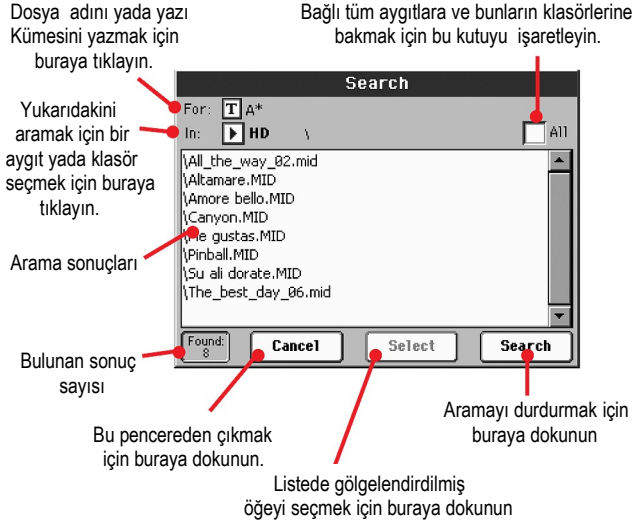 Dosya adını yada yazı
Kümesini yazmak için
buraya tıklayın.
Bağlı tüm aygıtlara ve bunların klasörlerine
bakmak için bu kutuyu işaretleyin.
Yukarıdakini
aramak için bir
aygıt yada klasör
seçmek için buraya
tıklayın.
Search
For: T A*
In: HD \
All
\All_the_way_02.mid
\Altamare.MID
\Amore bello.MID
\Canyon.MID
gustas.MID
\Pinball.MID
\Su ali dorate.MID
\The_best_day_06.mid
Arama sonuçları
Found:
8
Cancel
Select
Search
Bulunan sonuç
sayısı
Bu pencereden çıkmak
için buraya dokunun.
Listede gölgelendirilmiş
öğeyi seçmek için buraya dokunun
Aramayı durdurmak için
buraya dokunun